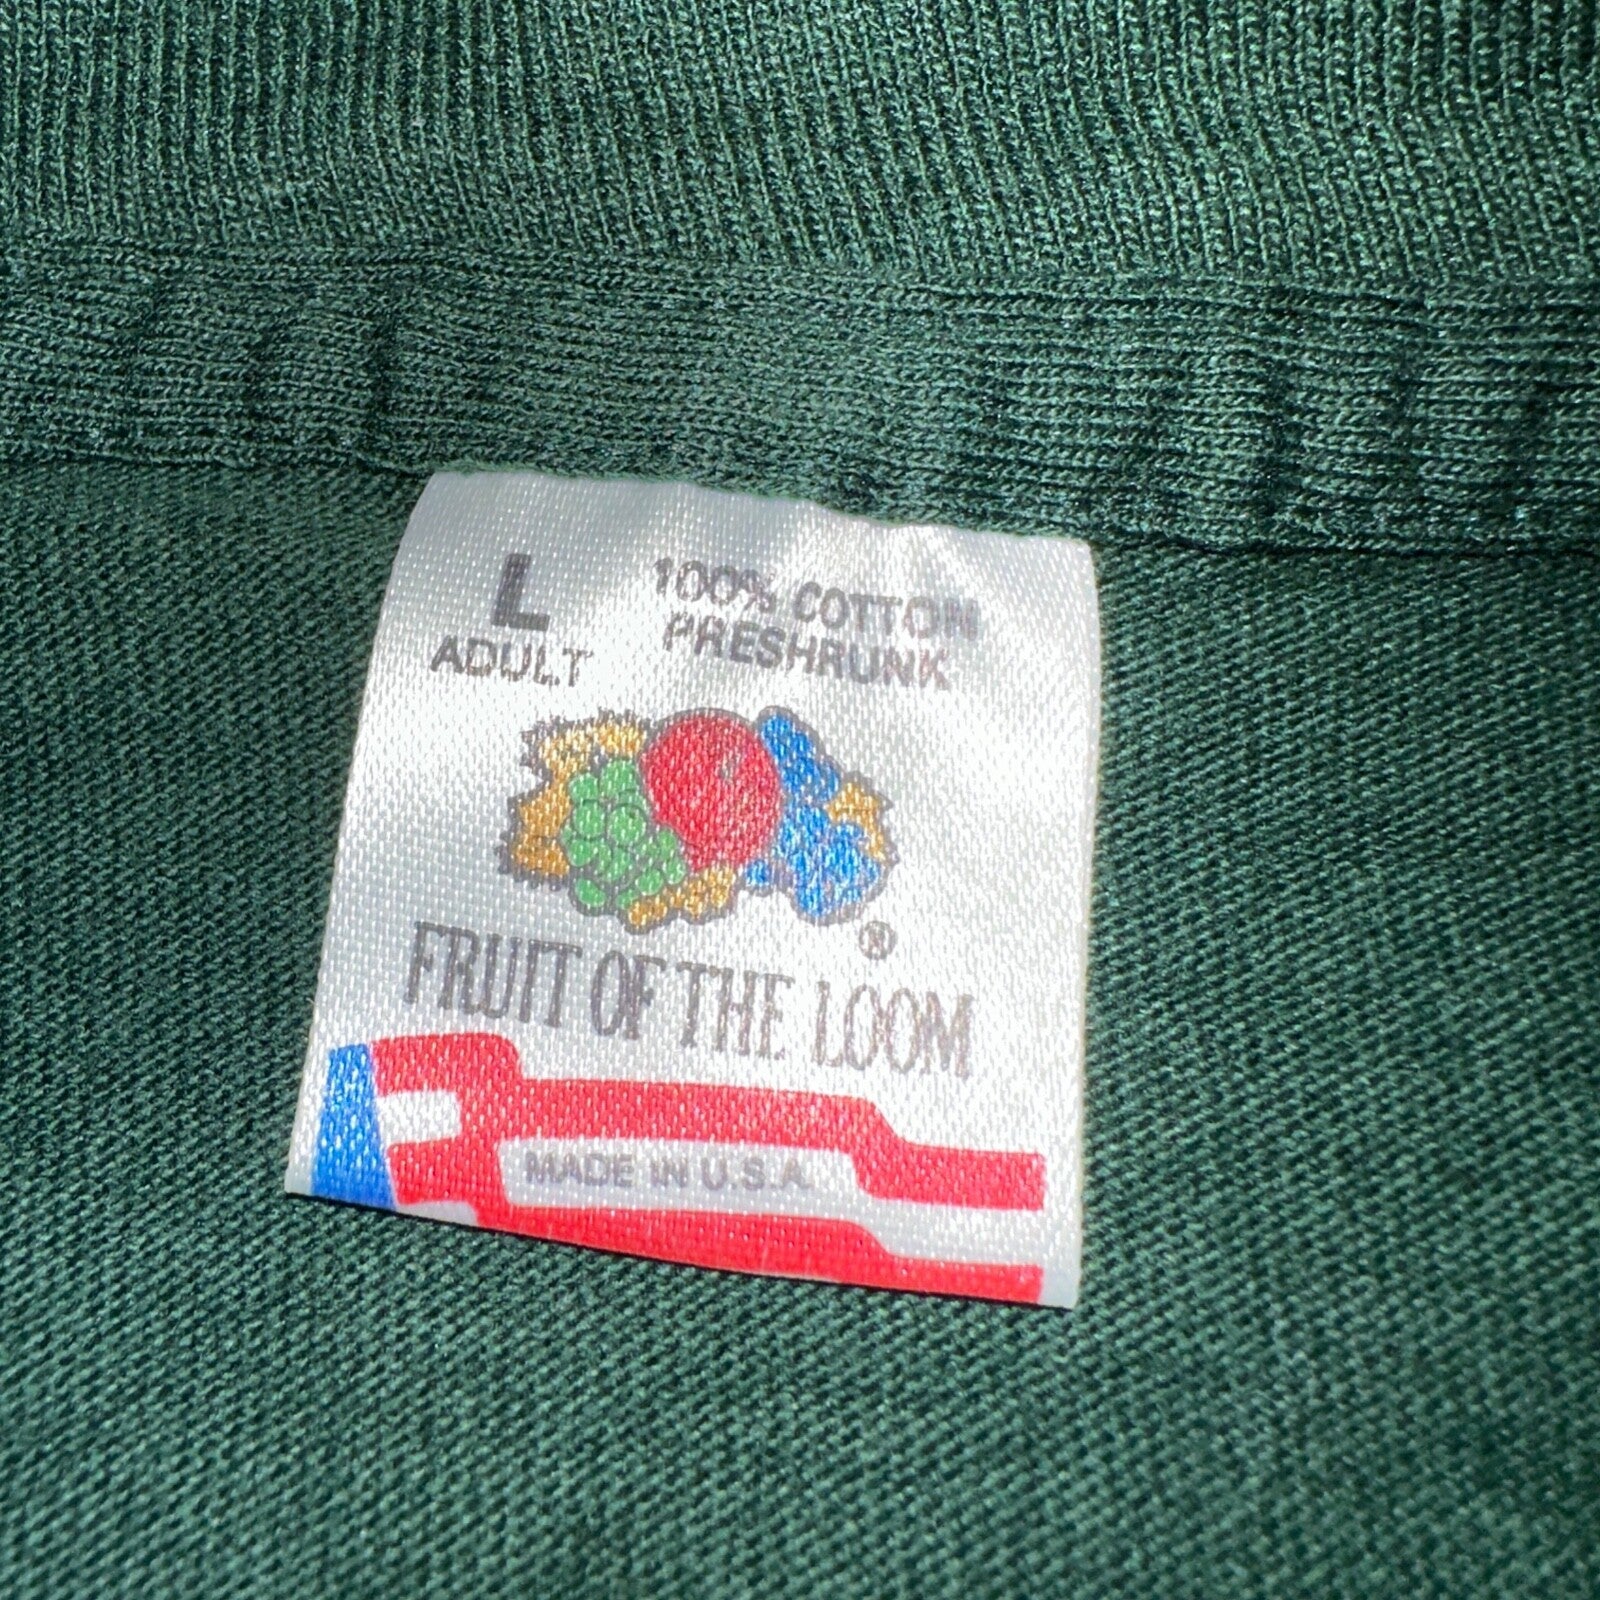 L
ADULT
100% COTTON
PRESHRUNK
®
FRUIT OF THE LOOM
MADE IN U.S.A.